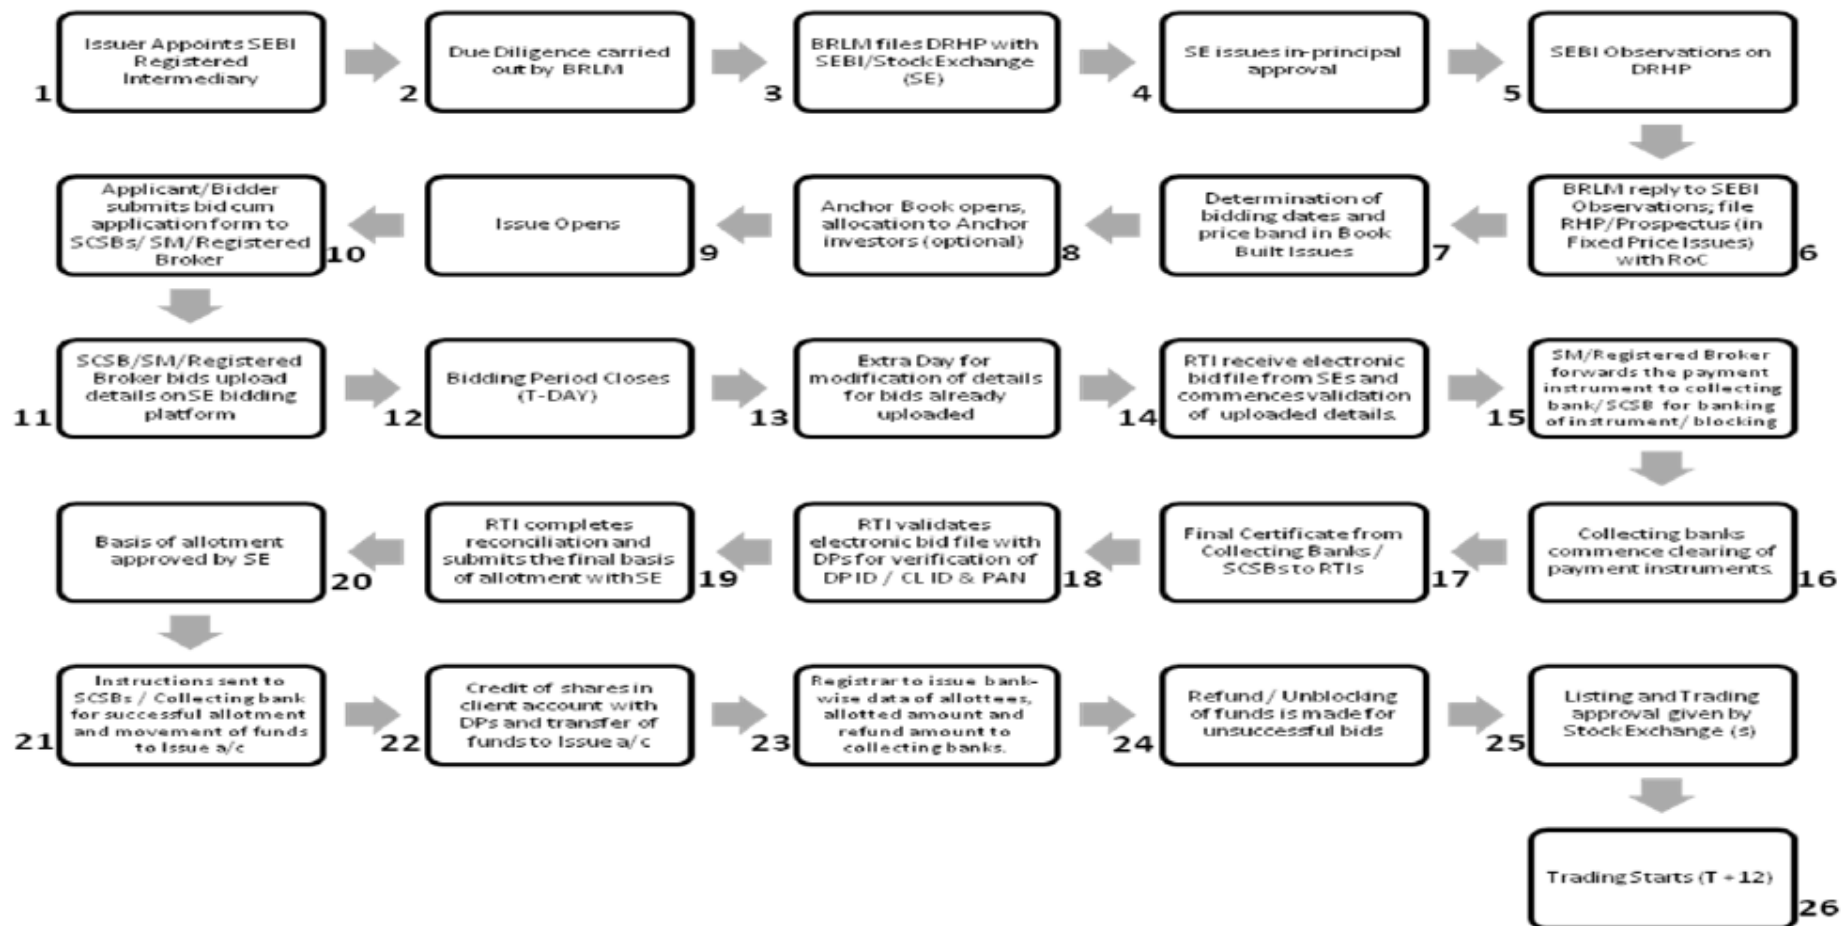 Issuer Appoints SEBI
Registered
Intermediary
1
Due Diligence carried
out by BRLM
2
BRLM files DRHP with
SEBI/Stock Exchange
(SE)
3
SE issues in-principal
approval
4
SEBI Observations on
DRHP
5
BRLM reply to SEBI
Observations; file
RHP/Prospectus (in
Fixed Price Issues)
with RoC
6
Determination of
bidding dates and
price band in Book
Built Issues
7
Anchor Book opens,
allocation to Anchor
investors (optional)
8
Issue Opens
9
Applicant/Bidder
submits bid cum
application form to
SCSBs/ SM/Registered
Broker
10
SCSB/SM/Registered
Broker bids upload
details on SE bidding
platform
11
Bidding Period Closes
(T-DAY)
12
Extra Day for
modification of details
for bids already
uploaded
13
RTI receive electronic
bid file from SEs and
commences validation
of uploaded details.
14
SM/Registered Broker
forwards the payment
instrument to collecting
bank/SCSB for banking
of instrument/ blocking
15
Collecting banks
commence clearing of
payment instruments.
16
Final Certificate from
Collecting Banks /
SCSBs to RTIs
17
RTI validates
electronic bid file with
DPs for verification of
DP ID / CL ID & PAN
18
RTI completes
reconciliation and
submits the final basis
of allotment with SE
19
Basis of allotment
approved by SE
20
Instructions sent to
SCSBs / Collecting bank
for successful allotment
and movement of funds
to Issue a/c
21
Credit of shares in
client account with
DPs and transfer of
funds to Issue a/c
22
Registrar to issue bank-
wise data of allottees,
allotted amount and
refund amount to
collecting banks.
23
Refund / Unblocking
of funds is made for
unsuccessful bids
24
Listing and Trading
approval given by
Stock Exchange (s)
25
Trading Starts (T + 12)
26